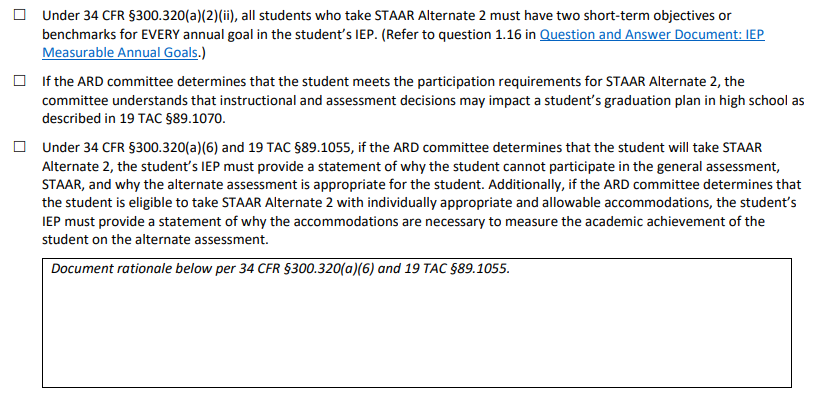 ☐ Under 34 CFR §300.320(a)(2)(ii), all students who take STAAR Alternate 2 must have two short-term objectives or
benchmarks for EVERY annual goal in the student’s IEP. (Refer to question 1.16 in Question and Answer Document: IEP
Measurable Annual Goals.)
☐ If the ARD committee determines that the student meets the participation requirements for STAAR Alternate 2, the
committee understands that instructional and assessment decisions may impact a student’s graduation plan in high school as
described in 19 TAC §89.1070.
☐ Under 34 CFR §300.320(a)(6) and 19 TAC §89.1055, if the ARD committee determines that the student will take STAAR
Alternate 2, the student’s IEP must provide a statement of why the student cannot participate in the general assessment,
STAAR, and why the alternate assessment is appropriate for the student. Additionally, if the ARD committee determines that
the student is eligible to take STAAR Alternate 2 with individually appropriate and allowable accommodations, the student’s
IEP must provide a statement of why the accommodations are necessary to measure the academic achievement of the
student on the alternate assessment.
Document rationale below per 34 CFR §300.320(a)(6) and 19 TAC §89.1055.